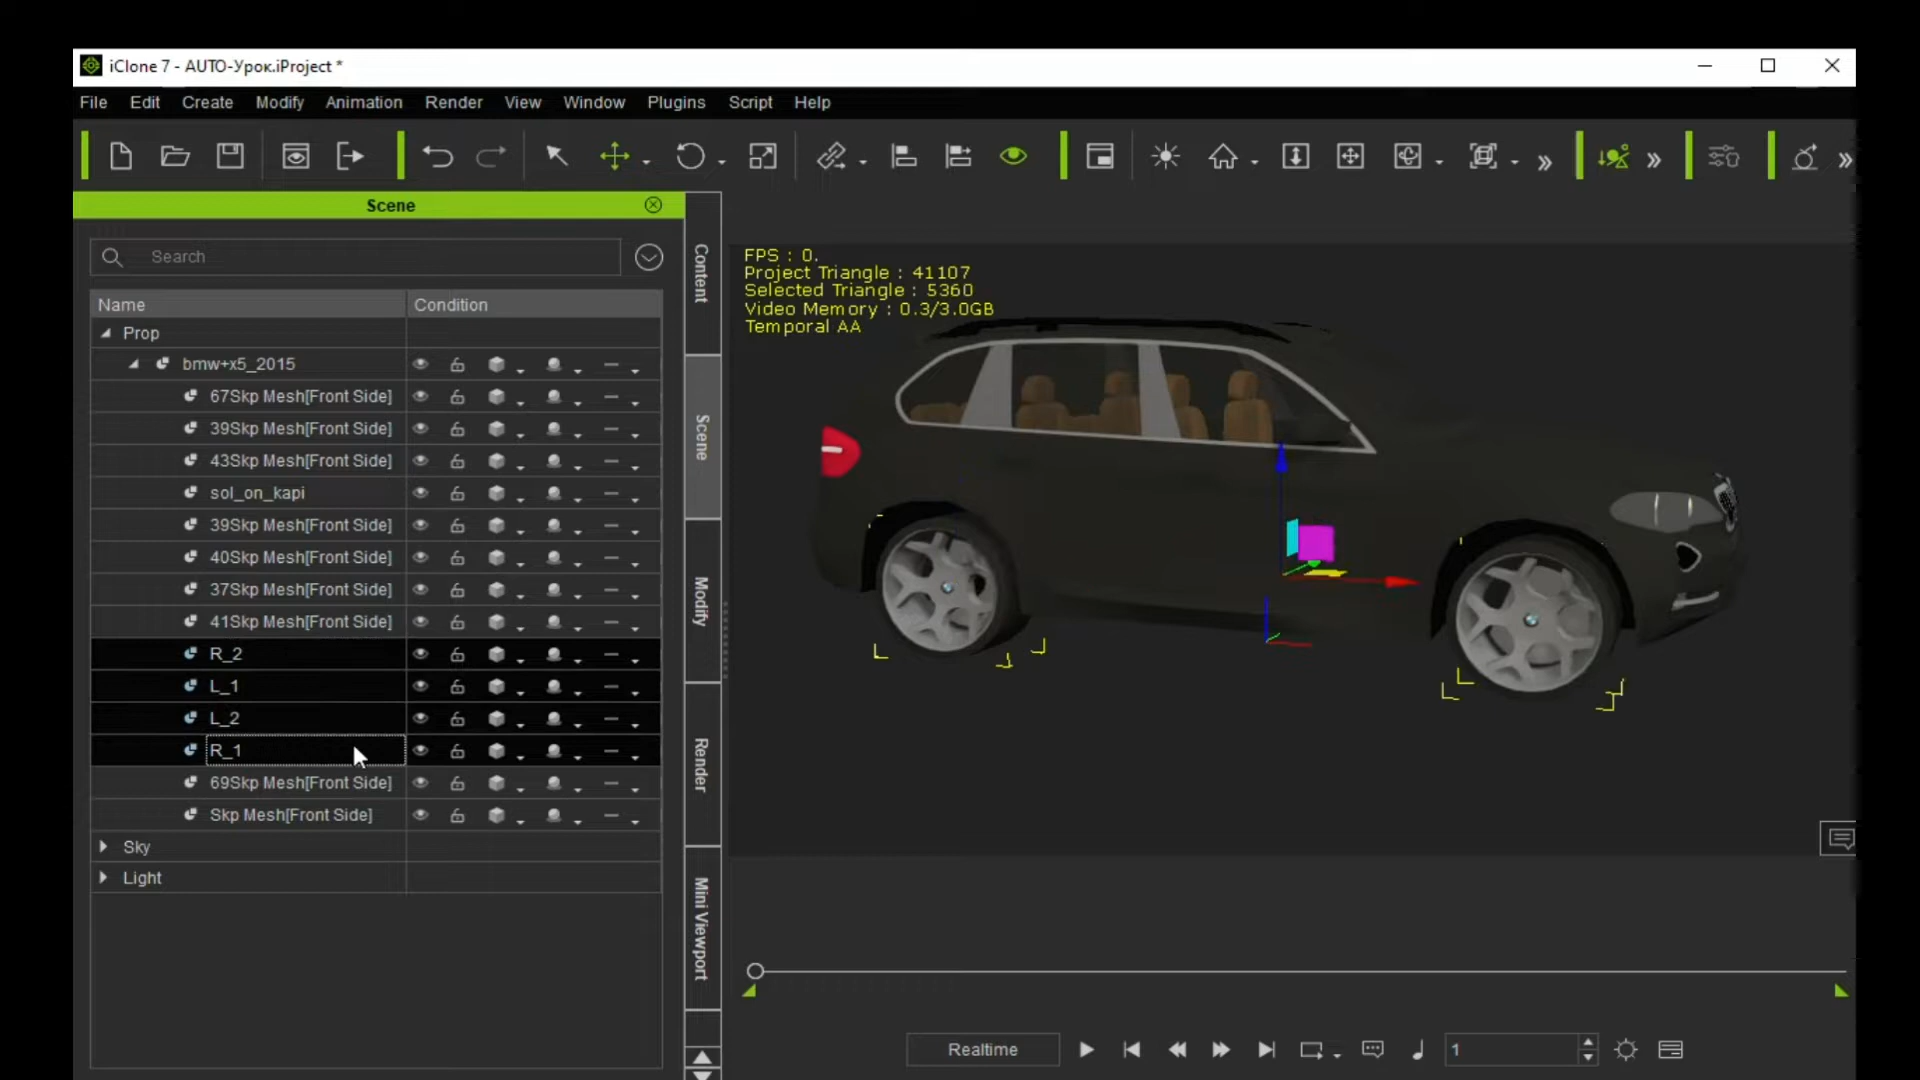 iClone 7 - AUTO-Урок.iProject *
File Edit Create Modify Animation Render View Window Plugins Script Help
Scene
Search
Name Condition
Prop
bmw+x5_2015
67Skp Mesh[Front Side]
39Skp Mesh[Front Side]
43Skp Mesh[Front Side]
sol_on_kapi
39Skp Mesh[Front Side]
40Skp Mesh[Front Side]
37Skp Mesh[Front Side]
41Skp Mesh[Front Side]
R_2
L_1
L_2
R_1
69Skp Mesh[Front Side]
Skp Mesh[Front Side]
Sky
Light
Content
Scene
Modify
Render
Mini Viewport
FPS : 0.
Project Triangle : 41107
Selected Triangle : 5360
Video Memory : 0.3/3.0GB
Temporal AA
Realtime
1